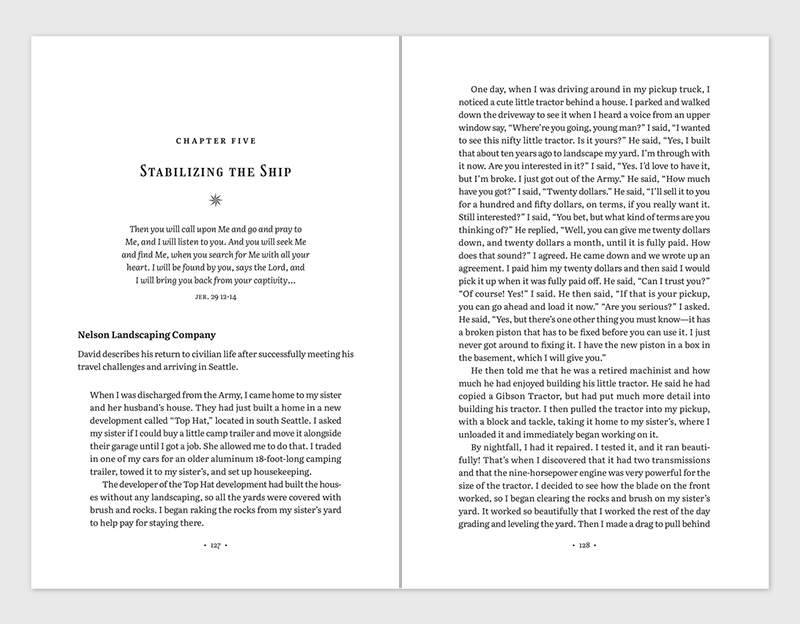 CHAPTER FIVE
Stabilizing the Ship
Then you will call upon Me and go and pray to
Me, and I will listen to you. And you will seek Me
and find Me, when you search for Me with all your
heart. I will be found by you, says the Lord, and
I will bring you back from your captivity...
JER. 29 12-14
Nelson Landscaping Company
David describes his return to civilian life after successfully meeting his
travel challenges and arriving in Seattle.
When I was discharged from the Army, I came home to my sister
and her husband’s house. They had just built a home in a new
development called “Top Hat,” located in south Seattle. I asked
my sister if I could buy a little camp trailer and move it alongside
their garage until I got a job. She allowed me to do that. I traded
in one of my cars for an older aluminum 18-foot-long camping
trailer, towed it to my sister’s, and set up housekeeping.
The developer of the Top Hat development had built the hous-
es without any landscaping, so all the yards were covered with
brush and rocks. I began raking the rocks from my sister’s yard
to help pay for staying there.
• 127 •
One day, when I was driving around in my pickup truck, I
noticed a cute little tractor behind a house. I parked and walked
down the driveway to see it when I heard a voice from an upper
window say, “Where’re you going, young man?” I said, “I wanted
to see this nifty little tractor. Is it yours?” He said, “Yes, I built
that about ten years ago to landscape my yard. I’m through with
it now. Are you interested in it?” I said, “Yes. I’d love to have it,
but I’m broke. I just got out of the Army.” He said, “How much
have you got?” I said, “Twenty dollars.” He said, “I’ll sell it to you
for a hundred and fifty dollars, on terms, if you really want it.
Still interested?” I said, “You bet, but what kind of terms are you
thinking of?” He replied, “Well, you can give me twenty dollars
down, and twenty dollars a month, until it is fully paid. How
does that sound?” I agreed. He came down and we wrote up an
agreement. I paid him my twenty dollars and then said I would
pick it up when it was fully paid off. He said, “Can I trust you?”
“Of course! Yes!” I said. He then said, “If that is your pickup,
you can go ahead and load it now.” “Are you serious?” I asked.
He said, “Yes, but there’s one other thing you must know—it has
a broken piston that has to be fixed before you can use it. I just
never got around to fixing it. I have the new piston in a box in
the basement, which I will give you.”
He then told me that he was a retired machinist and how
much he had enjoyed building his little tractor. He said he had
copied a Gibson Tractor, but had put much more detail into
building his tractor. I then pulled the tractor into my pickup,
with a block and tackle, taking it home to my sister’s, where I
unloaded it and immediately began working on it.
By nightfall, I had it repaired. I tested it, and it ran beauti-
fully! That’s when I discovered that it had two transmissions
and that the nine-horsepower engine was very powerful for the
size of the tractor. I decided to see how the blade on the front
worked, so I began clearing the rocks and brush on my sister’s
yard. It worked so beautifully that I worked the rest of the day
grading and leveling the yard. Then I made a drag to pull behind
• 128 •